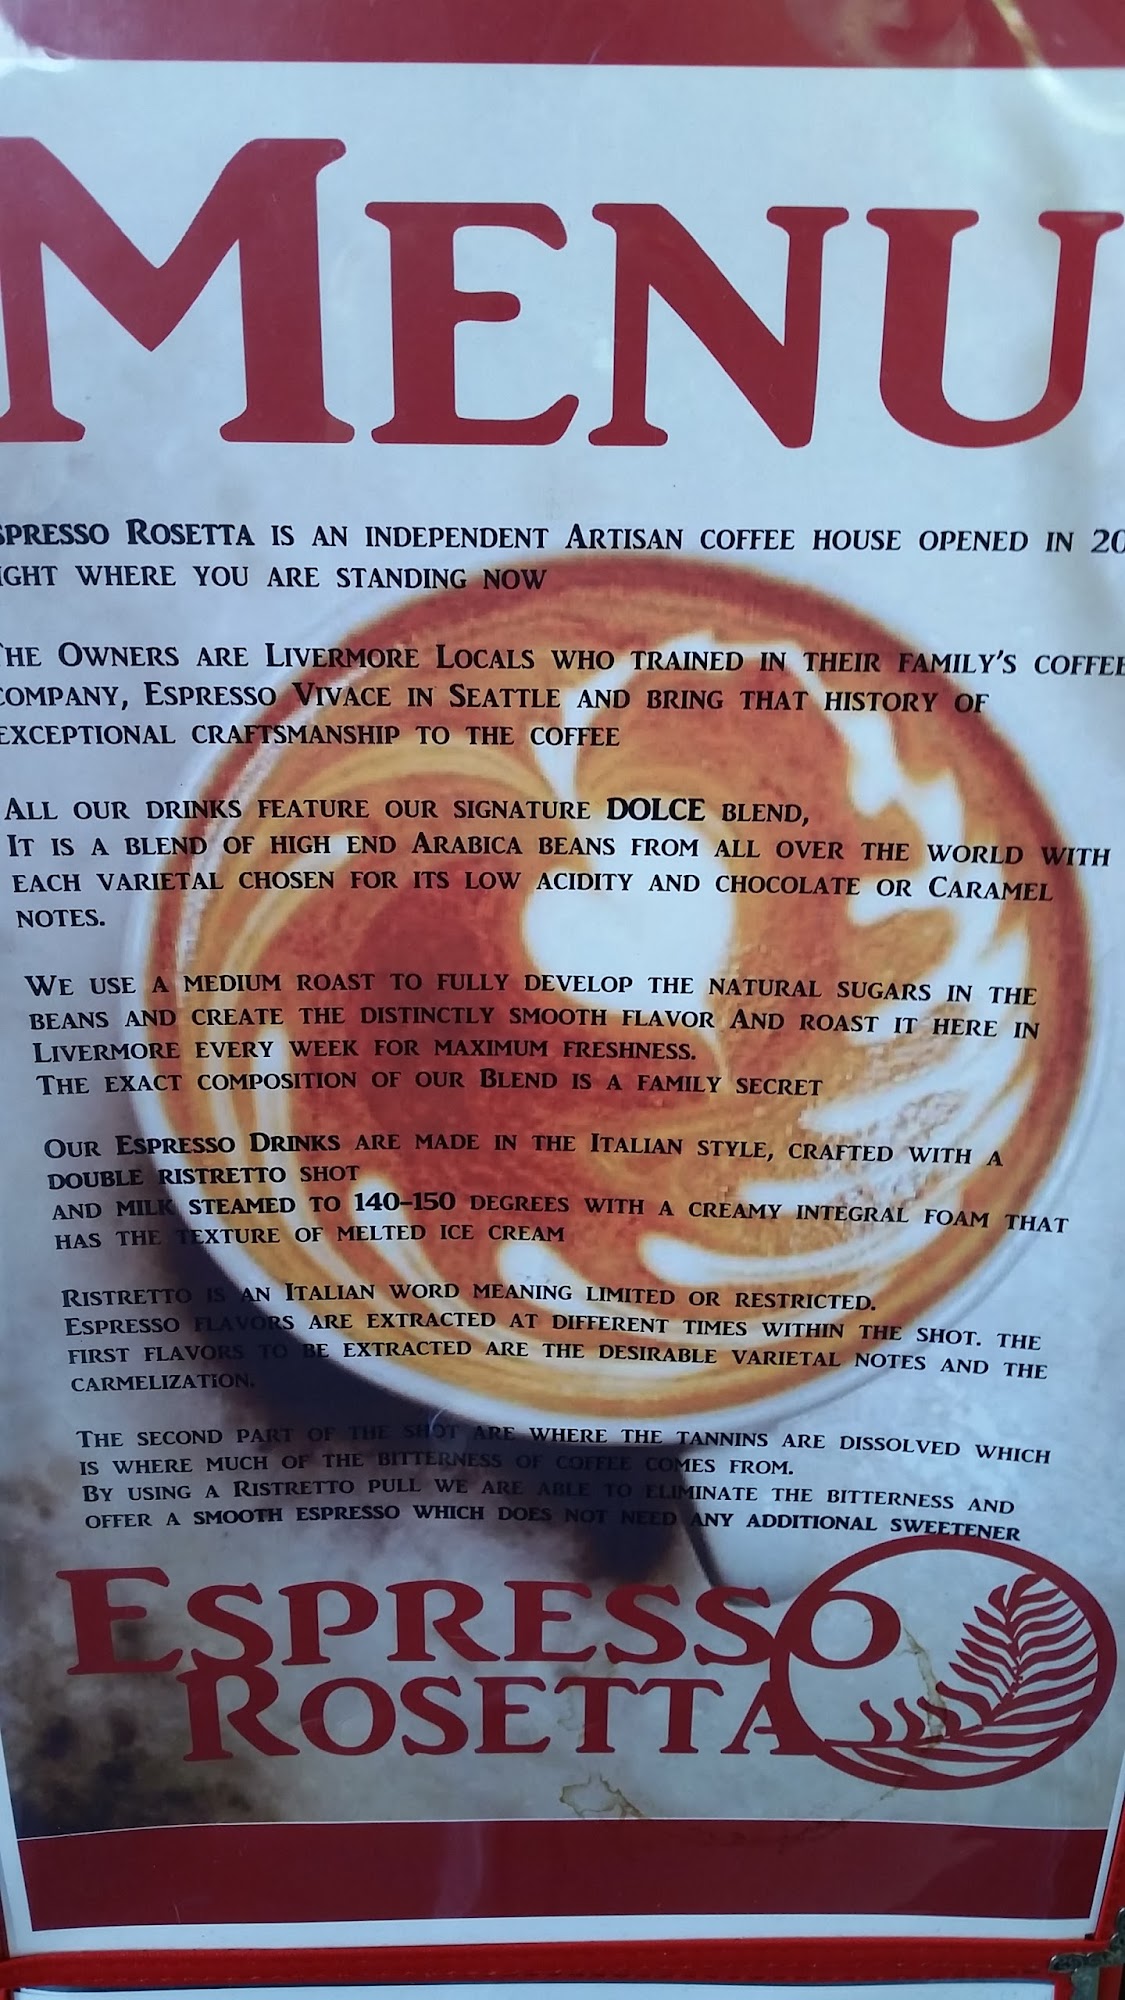 MENU
ESPRESSO ROSETTA IS AN INDEPENDENT ARTISAN COFFEE HOUSE OPENED IN 20
RIGHT WHERE YOU ARE STANDING NOW
THE OWNERS ARE LIVERMORE LOCALS WHO TRAINED IN THEIR FAMILY'S COFFEE
COMPANY, ESPRESSO VIVACE IN SEATTLE AND BRING THAT HISTORY OF
EXCEPTIONAL CRAFTSMANSHIP TO THE COFFEE
ALL OUR DRINKS FEATURE OUR SIGNATURE DOLCE BLEND,
IT IS A BLEND OF HIGH END ARABICA BEANS FROM ALL OVER THE WORLD WITH
EACH VARIETAL CHOSEN FOR ITS LOW ACIDITY AND CHOCOLATE OR CARAMEL
NOTES.
WE USE A MEDIUM ROAST TO FULLY DEVELOP THE NATURAL SUGARS IN THE
BEANS AND CREATE THE DISTINCTLY SMOOTH FLAVOR AND ROAST IT HERE IN
LIVERMORE EVERY WEEK FOR MAXIMUM FRESHNESS.
THE EXACT COMPOSITION OF OUR BLEND IS A FAMILY SECRET
OUR ESPRESSO DRINKS ARE MADE IN THE ITALIAN STYLE, CRAFTED WITH A
DOUBLE RISTRETTO SHOT
AND MILK STEAMED TO 140-150 DEGREES WITH A CREAMY INTEGRAL FOAM THAT
HAS THE TEXTURE OF MELTED ICE CREAM
RISTRETTO IS AN ITALIAN WORD MEANING LIMITED OR RESTRICTED.
ESPRESSO FLAVORS ARE EXTRACTED AT DIFFERENT TIMES WITHIN THE SHOT. THE
FIRST FLAVORS TO BE EXTRACTED ARE THE DESIRABLE VARIETAL NOTES AND THE
CARMELIZATION.
THE SECOND PART OF THE SHOT ARE WHERE THE TANNINS ARE DISSOLVED WHICH
IS WHERE MUCH OF THE BITTERNESS OF COFFEE COMES FROM.
BY USING A RISTRETTO PULL WE ARE ABLE TO ELIMINATE THE BITTERNESS AND
OFFER A SMOOTH ESPRESSO WHICH DOES NOT NEED ANY ADDITIONAL SWEETENER
ESPRESSO
ROSETTA